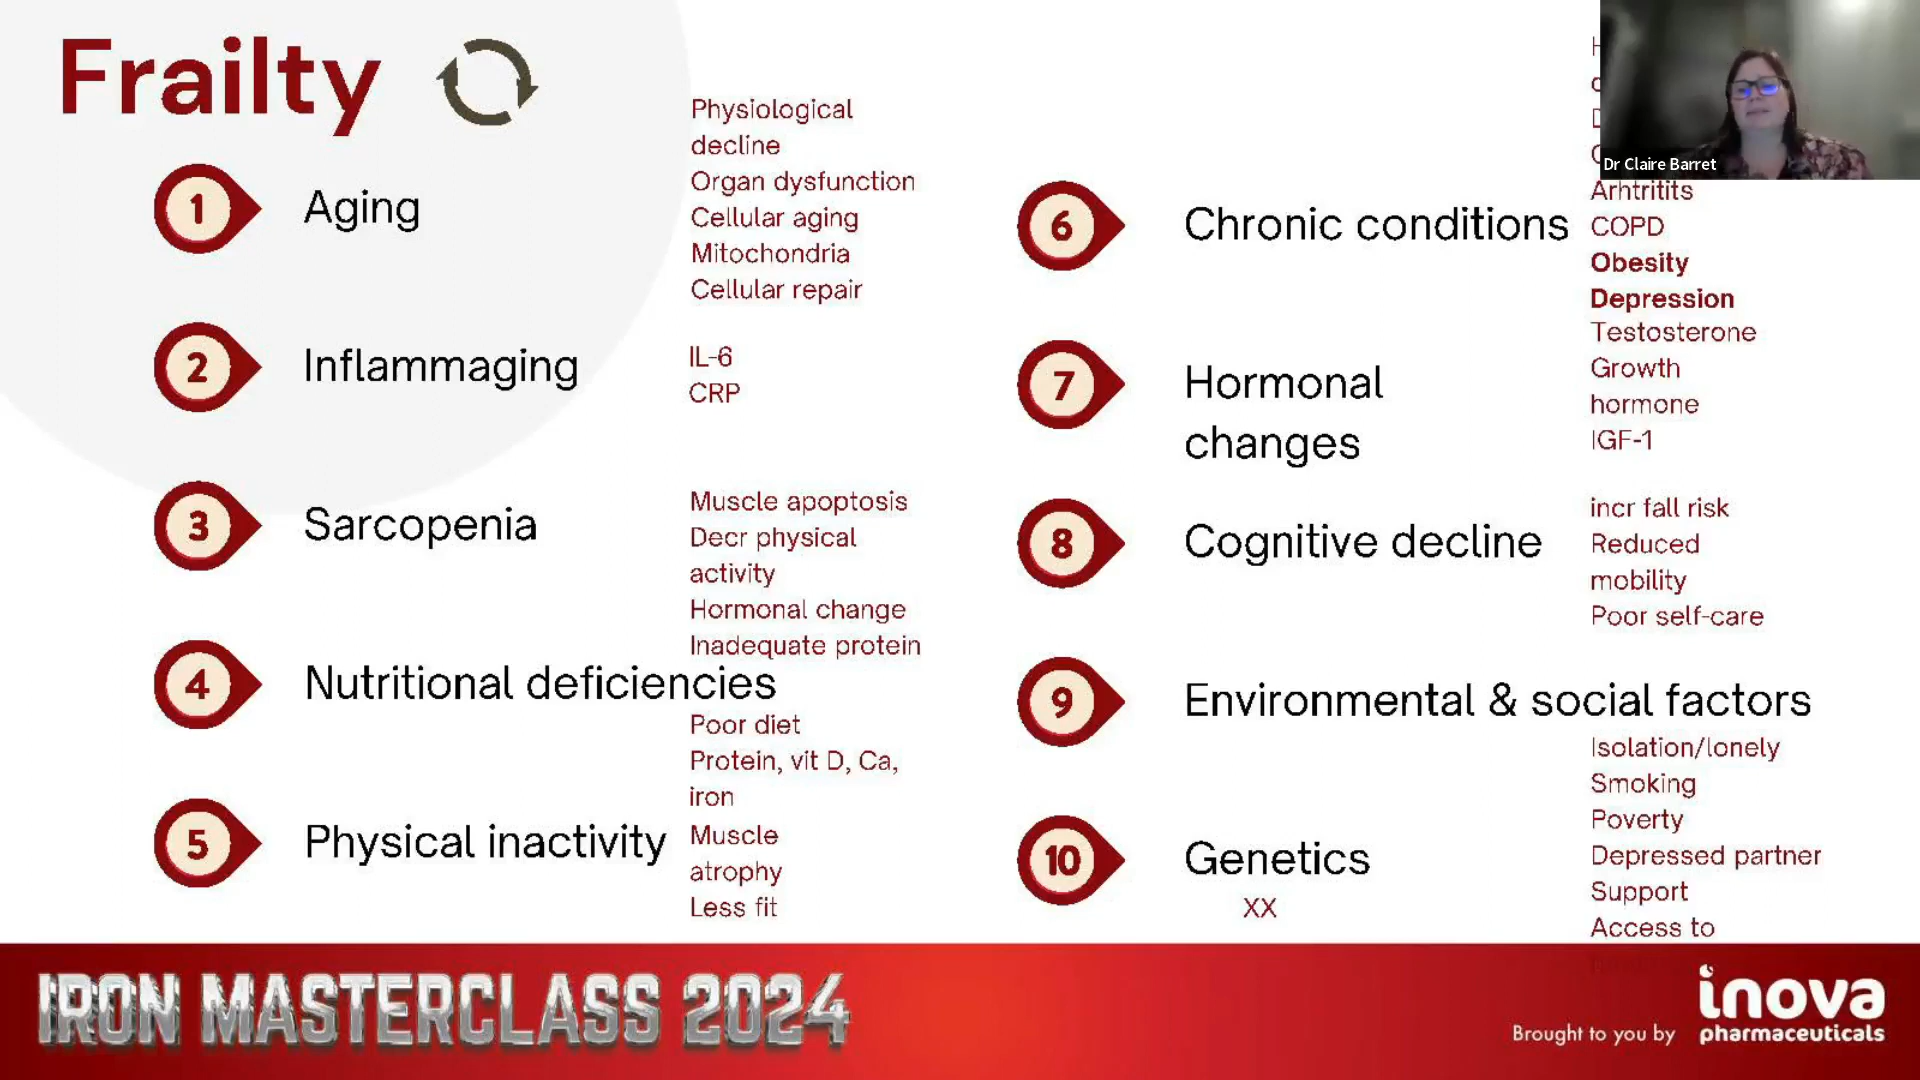 Frailty
1
Aging
Physiological
decline
Organ dysfunction
Cellular aging
Mitochondria
Cellular repair
2
Inflammaging
IL-6
CRP
3
Sarcopenia
Muscle apoptosis
Decr physical
activity
Hormonal change
Inadequate protein
4
Nutritional deficiencies
Poor diet
Protein, vit D, Ca,
iron
5
Physical inactivity
Muscle
atrophy
Less fit
Dr Claire Barret
6
Chronic conditions
Arhtritits
COPD
Obesity
Depression
7
Hormonal
changes
Testosterone
Growth
hormone
IGF-1
8
Cognitive decline
incr fall risk
Reduced
mobility
Poor self-care
9
Environmental & social factors
Isolation/lonely
Smoking
Poverty
Depressed partner
Support
Access to
10
Genetics
XX
IRON MASTERCLASS 2024
Brought to you by
inova
pharmaceuticals